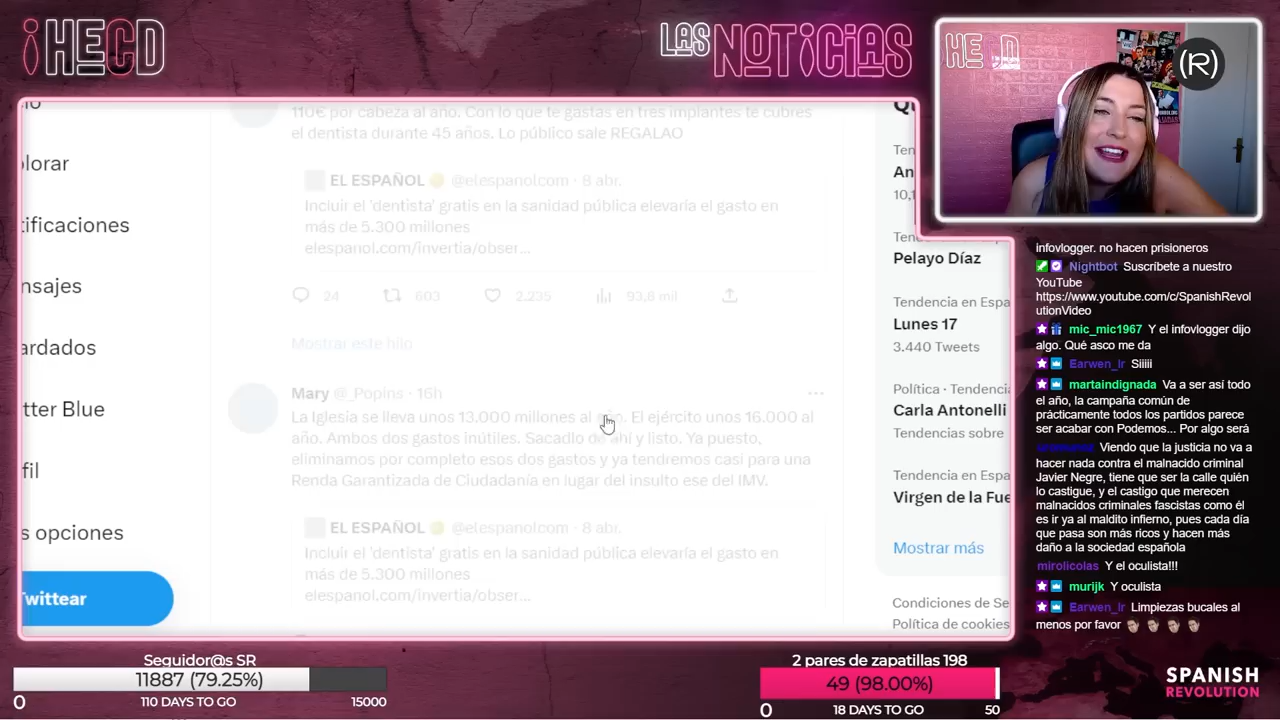 ¡HECD
LAS NOTICIAS
HE
(R)
plorar
tificaciones
nsajes
ardados
tter Blue
fil
s opciones
Twittear
110€ por cabeza al año. Con lo que te gastas en tres implantes te cubres
el dentista durante 45 años. Lo público sale REGALAO
EL ESPAÑOL @elespanolcom · 8 abr.
Incluir el 'dentista' gratis en la sanidad pública elevaría el gasto en
más de 5.300 millones
elespanol.com/invertia/obser...
24 603 2.235 93,8 mil
Mostrar este hilo
Mary @_Popins · 16h
La Iglesia se lleva unos 13.000 millones al año. El ejército unos 16.000 al
año. Ambos dos gastos inútiles. Sacadlo de ahí y listo. Ya puesto,
eliminamos por completo esos dos gastos y ya tendremos casi para una
Renda Garantizada de Ciudadanía en lugar del insulto ese del IMV.
EL ESPAÑOL @elespanolcom · 8 abr.
Incluir el 'dentista' gratis en la sanidad pública elevaría el gasto en
más de 5.300 millones
elespanol.com/invertia/obser...
Q
Ten
An
10,1
Tend
Pelayo Díaz
Tendencia en Espa
Lunes 17
3.440 Tweets
Política · Tendencia
Carla Antonelli
Tendencias sobre
Tendencia en Espa
Virgen de la Fue
Mostrar más
Condiciones de Se
Política de cookies
infovlogger. no hacen prisioneros
Nightbot Suscríbete a nuestro
YouTube
https://www.youtube.com/c/SpanishRevol
utionVideo
mic_mic1967 Y el infovlogger dijo
algo. Qué asco me da
Earwen_Ir Siiiii
martaindignada Va a ser así todo
el año, la campaña común de
prácticamente todos los partidos parece
ser acabar con Podemos... Por algo será
Viendo que la justicia no va a
hacer nada contra el malnacido criminal
Javier Negre, tiene que ser la calle quién
lo castigue, y el castigo que merecen
malnacidos criminales fascistas como él
es ir ya al maldito infierno, pues cada día
que pasa son más ricos y hacen más
daño a la sociedad española
mirolicolas Y el oculista!!!
murijk Y oculista
Earwen_Ir Limpiezas bucales al
menos por favor
Seguidor@s SR
11887 (79.25%)
0 110 DAYS TO GO 15000
2 pares de zapatillas 198
49 (98.00%)
0 18 DAYS TO GO 50
SPANISH
REVOLUTION